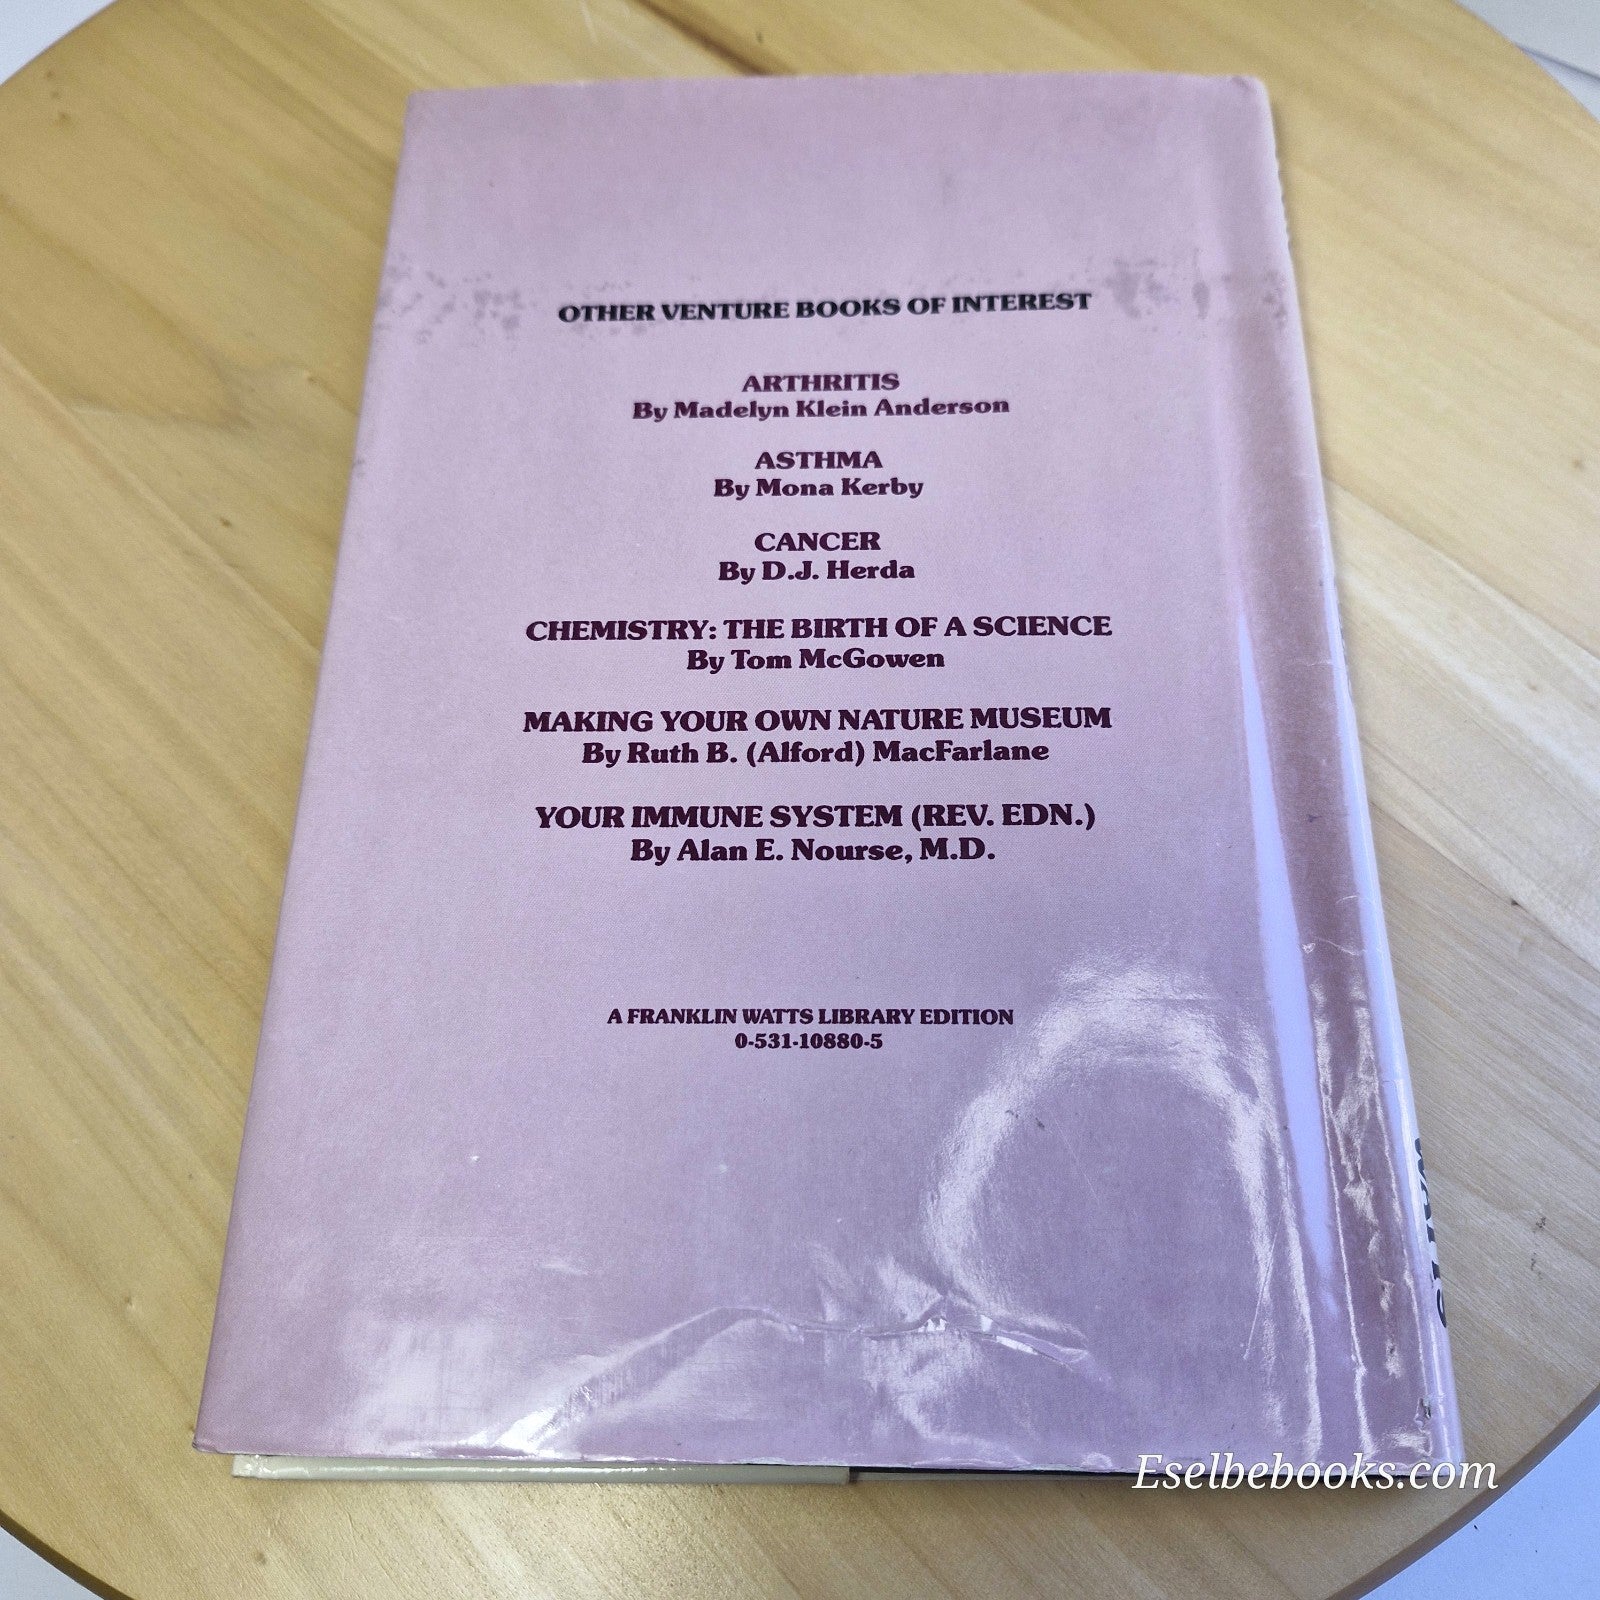 OTHER VENTURE BOOKS OF INTEREST
ARTHRITIS
By Madelyn Klein Anderson
ASTHMA
By Mona Kerby
CANCER
By D.J. Herda
CHEMISTRY: THE BIRTH OF A SCIENCE
By Tom McGowen
MAKING YOUR OWN NATURE MUSEUM
By Ruth B. (Alford) MacFarlane
YOUR IMMUNE SYSTEM (REV. EDN.)
By Alan E. Nourse, M.D.
A FRANKLIN WATTS LIBRARY EDITION
0-531-10880-5
WATTS
Eselbebooks.com